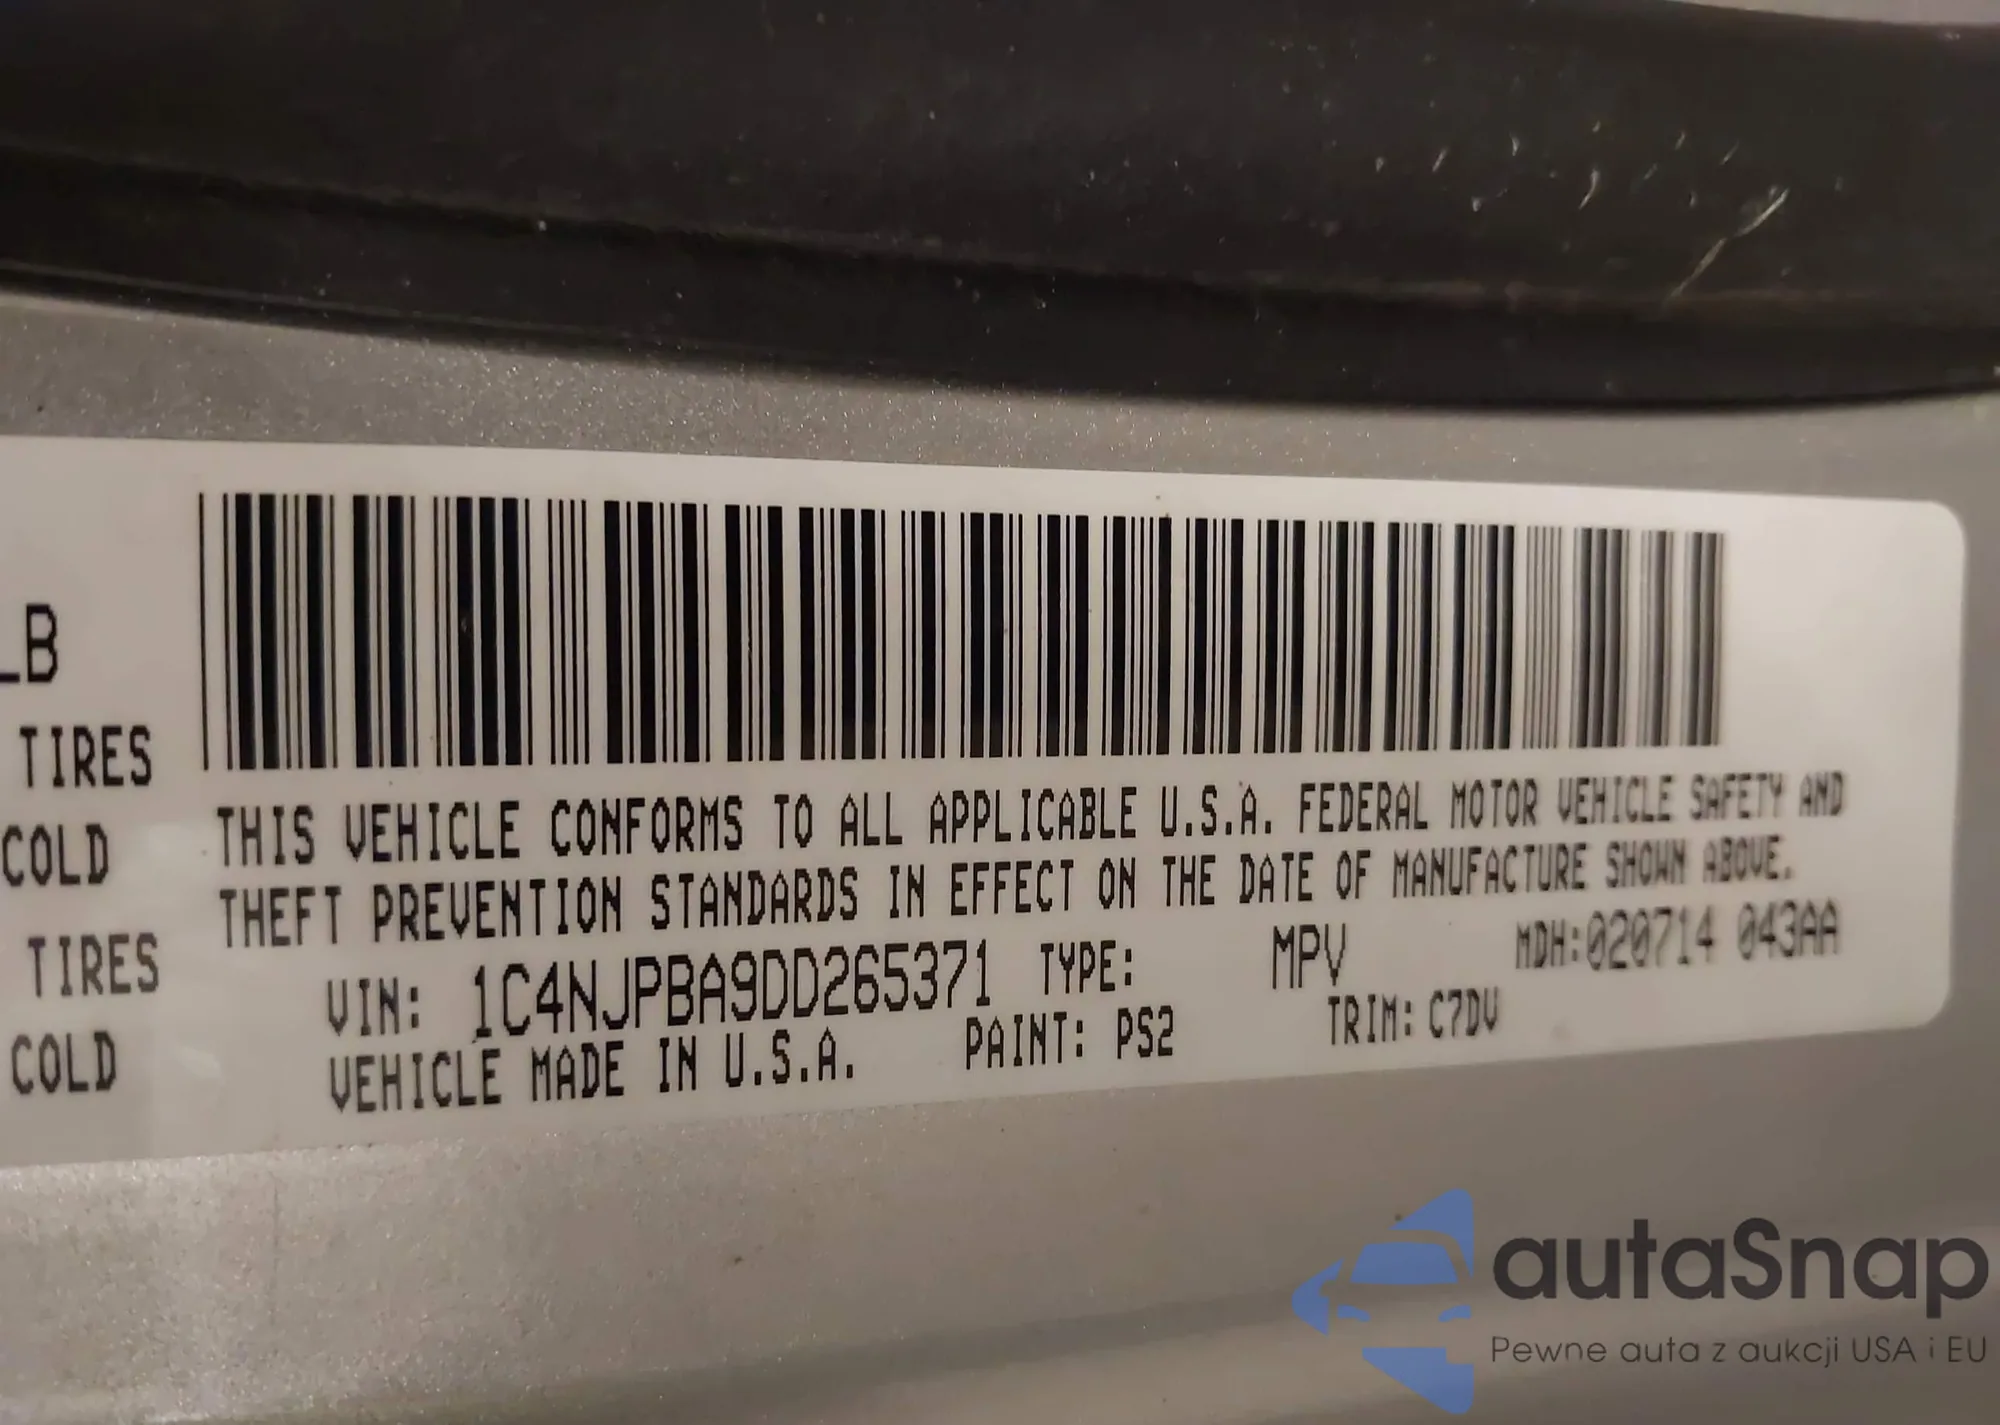 LB
TIRES
COLD
TIRES
COLD
THIS VEHICLE CONFORMS TO ALL APPLICABLE U.S.A. FEDERAL MOTOR VEHICLE SAFETY AND
THEFT PREVENTION STANDARDS IN EFFECT ON THE DATE OF MANUFACTURE SHOWN ABOVE.
VIN: 1C4NJPBA9DD265371 TYPE: MPV MDH:020714 043AA
VEHICLE MADE IN U.S.A. PAINT: PS2 TRIM: C7DV
autaSnap
Pewne auta z aukcji USA i EU